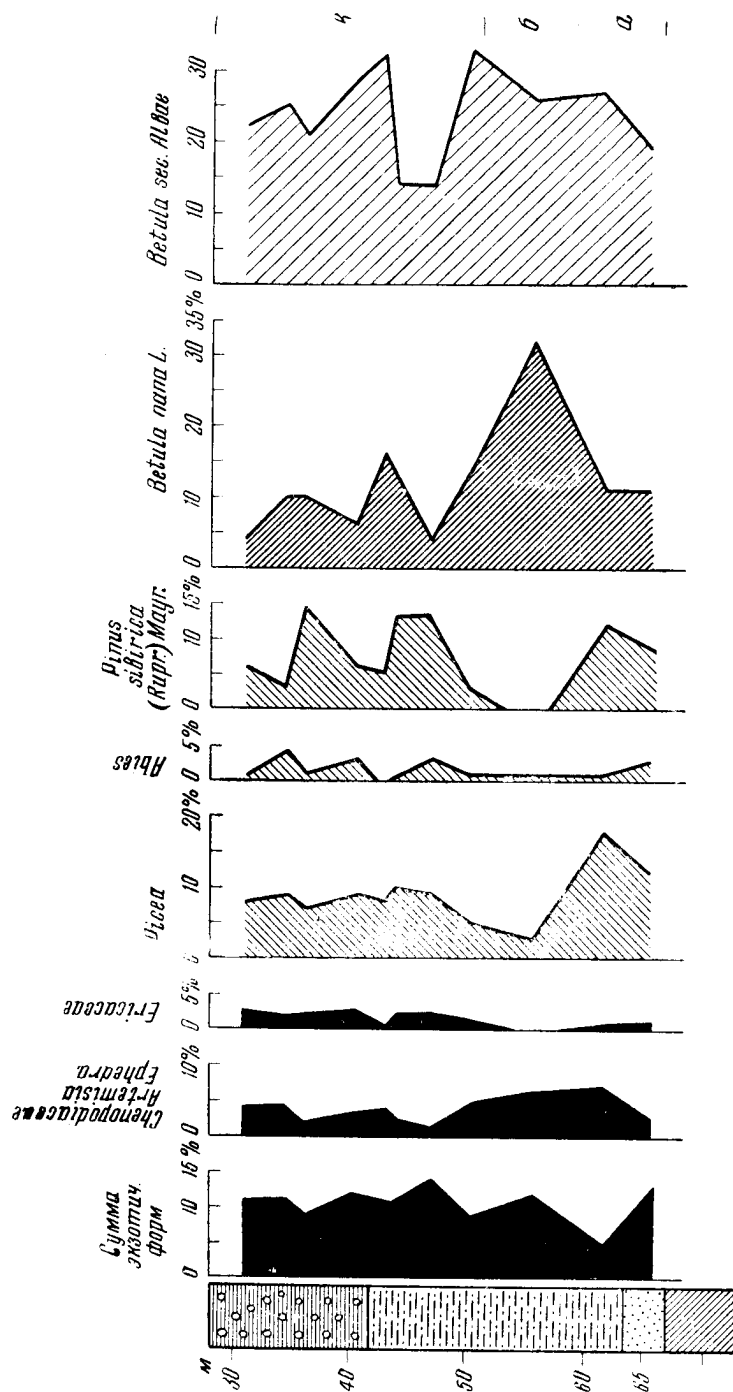 Betula sec. Albae
0 10 20 30
Betula nana L.
0 10 20 30 35%
Pinus
sibirica
(Rupr.) Mayr.
0 10 15%
Abies
0 5%
Picea
0 10 20%
Ericaceae
0 5%
Chenopodiaceae
Artemisia
Ephedra
0 10%
Сумма
экзотич.
форм
0 10 15%
м 30 40 50 60 65
б
а